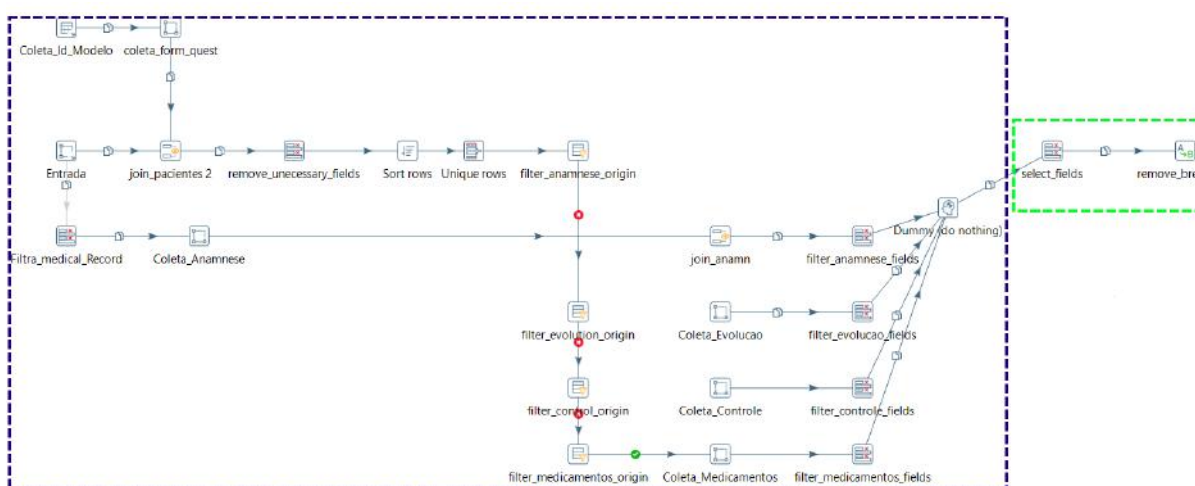 Coleta_Id_Modelo coleta_form_quest
Entrada join_pacientes 2 remove_unecessary_fields Sort rows Unique rows filter_anamnese_origin select_fields remove_bre
Dummy (do nothing)
Filtra_medical_Record Coleta_Anamnese join_anamn filter_anamnese_fields
filter_evolution_origin Coleta_Evolucao filter_evolucao_fields
filter_control_origin Coleta_Controle filter_controle_fields
filter_medicamentos_origin Coleta_Medicamentos filter_medicamentos_fields